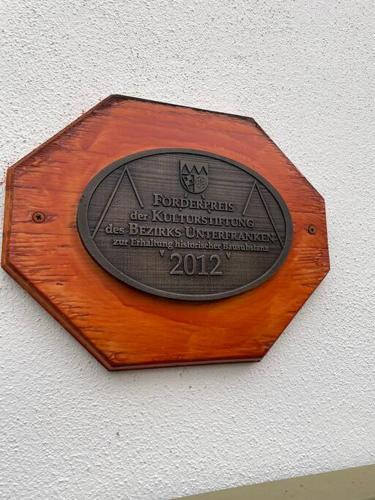 FÖRDERPREIS
der KULTURSTIFTUNG
des BEZIRKS UNTERFRANKEN
zur Erhaltung historischer Bausubstanz
2012